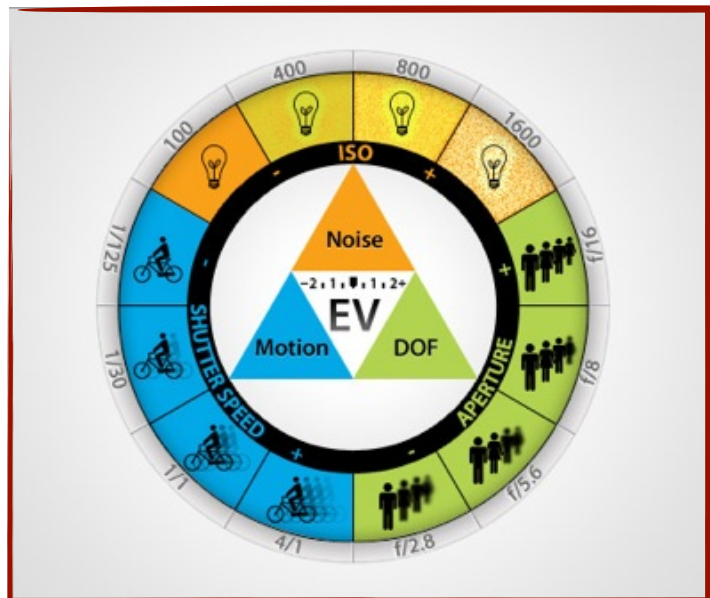 400
800
100
1600
ISO
-
+
1/125
f/16
-
+
Noise
-2 1 1 2+
EV
Motion
DOF
SHUTTER SPEED
APERTURE
1/30
f/8
+
-
1/1
f/5.6
4/1
f/2.8